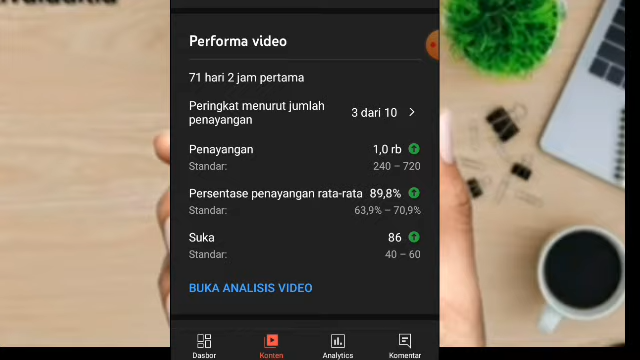 Performa video
71 hari 2 jam pertama
Peringkat menurut jumlah
penayangan
3 dari 10
Penayangan
1,0 rb
Standar:
240 – 720
Persentase penayangan rata-rata
89,8%
Standar:
63,9% – 70,9%
Suka
86
Standar:
40 – 60
BUKA ANALISIS VIDEO
Dasbor
Konten
Analytics
Komentar